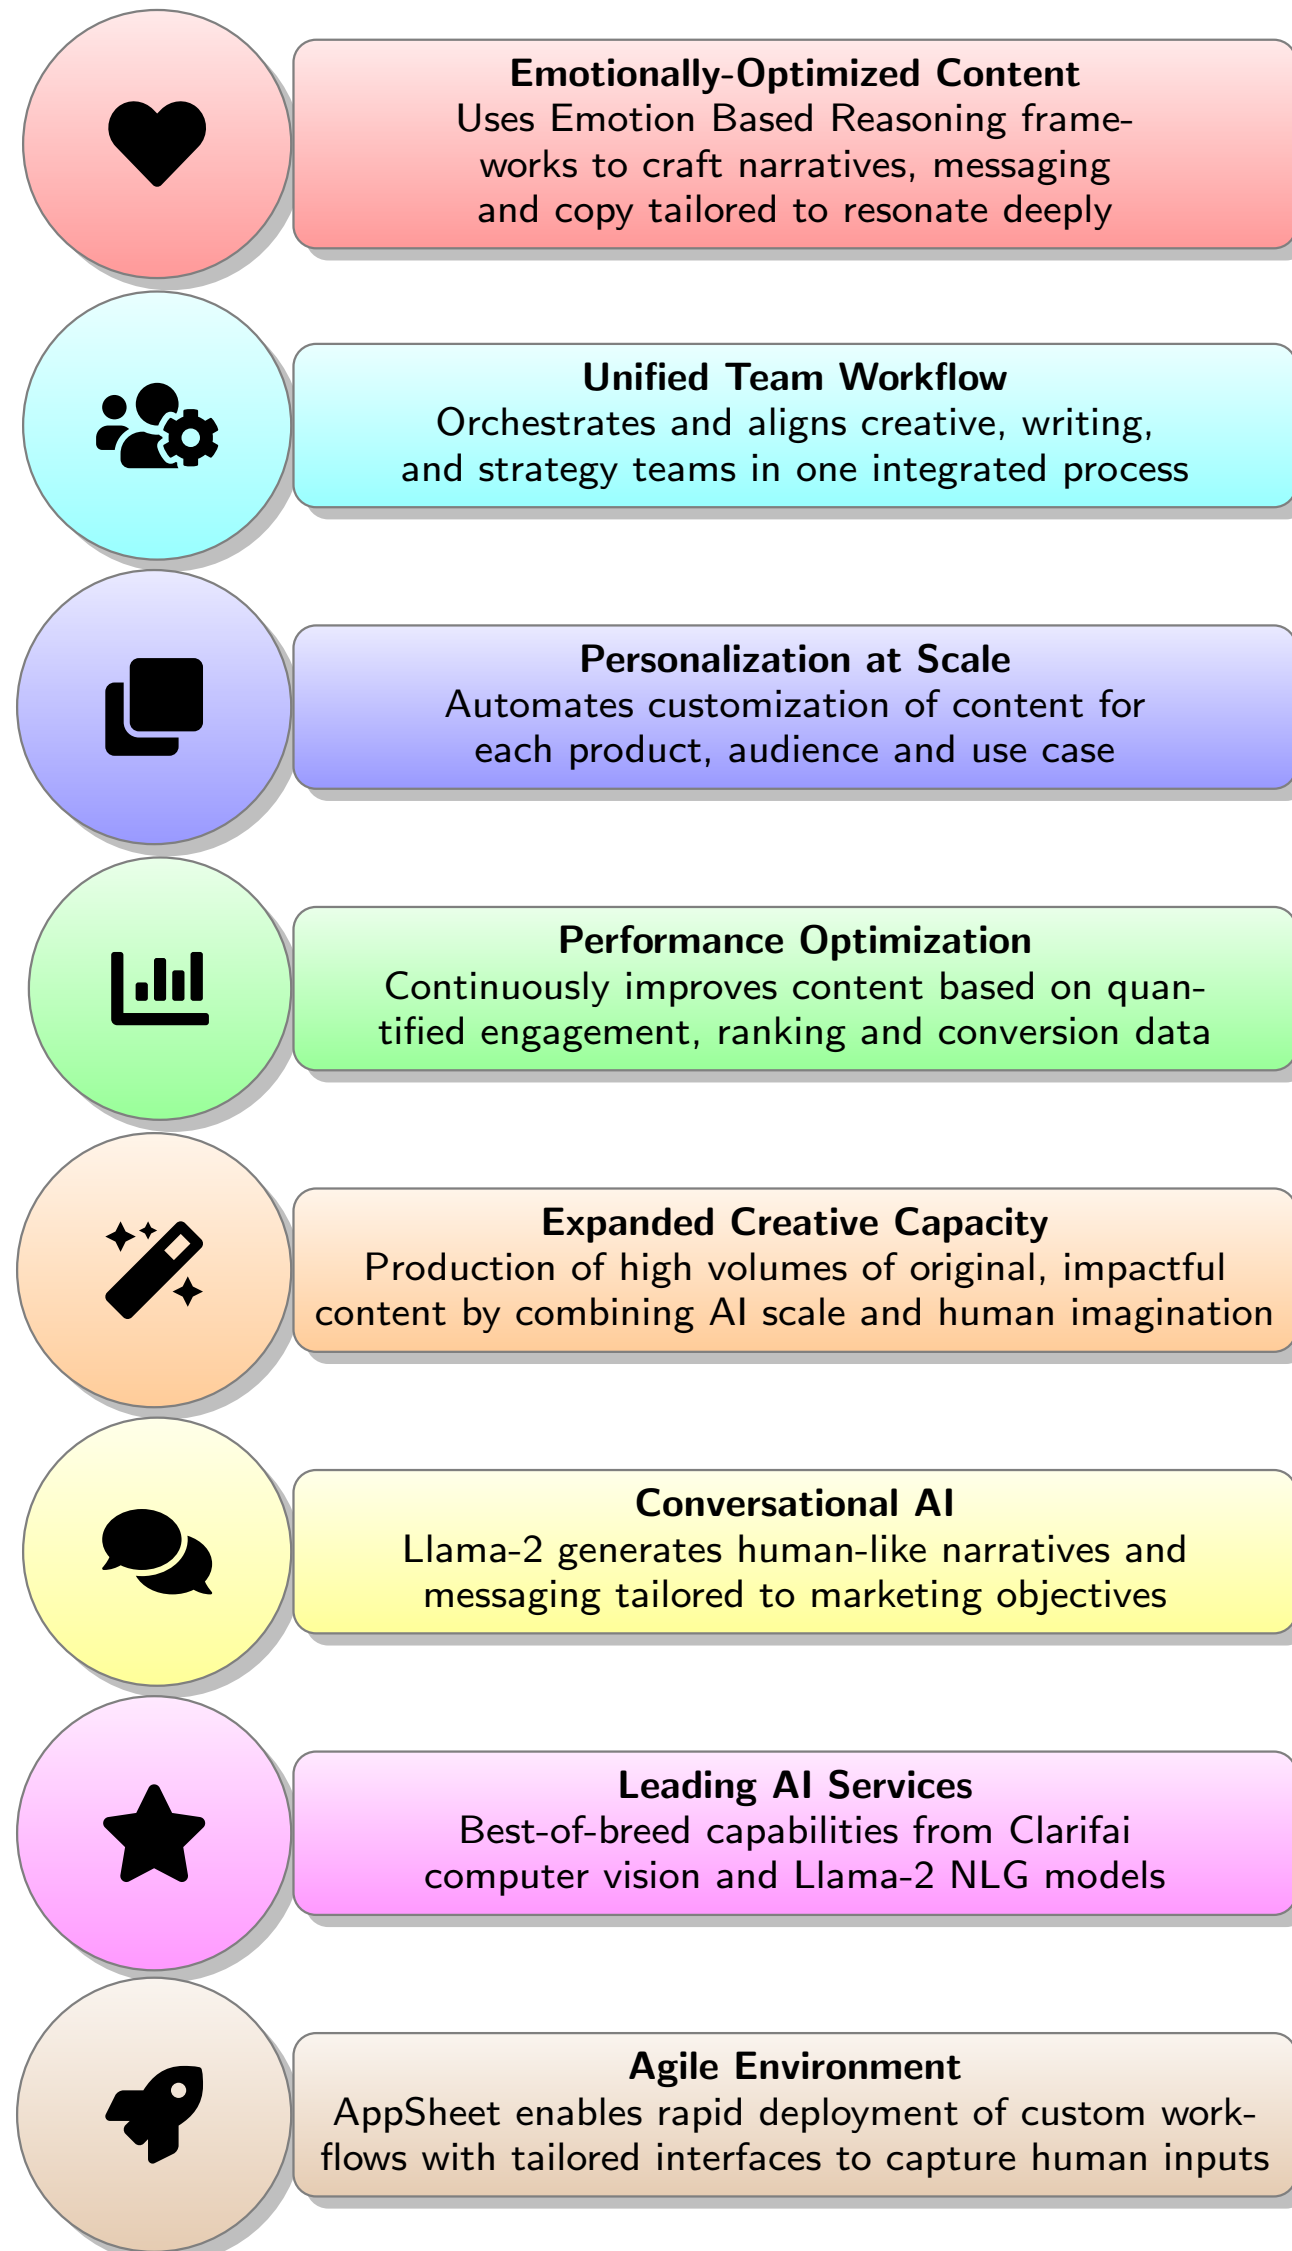 Emotionally-Optimized Content
Uses Emotion Based Reasoning frame-
works to craft narratives, messaging
and copy tailored to resonate deeply
Unified Team Workflow
Orchestrates and aligns creative, writing,
and strategy teams in one integrated process
Personalization at Scale
Automates customization of content for
each product, audience and use case
Performance Optimization
Continuously improves content based on quan-
tified engagement, ranking and conversion data
Expanded Creative Capacity
Production of high volumes of original, impactful
content by combining AI scale and human imagination
Conversational AI
Llama-2 generates human-like narratives and
messaging tailored to marketing objectives
Leading AI Services
Best-of-breed capabilities from Clarifai
computer vision and Llama-2 NLG models
Agile Environment
AppSheet enables rapid deployment of custom work-
flows with tailored interfaces to capture human inputs